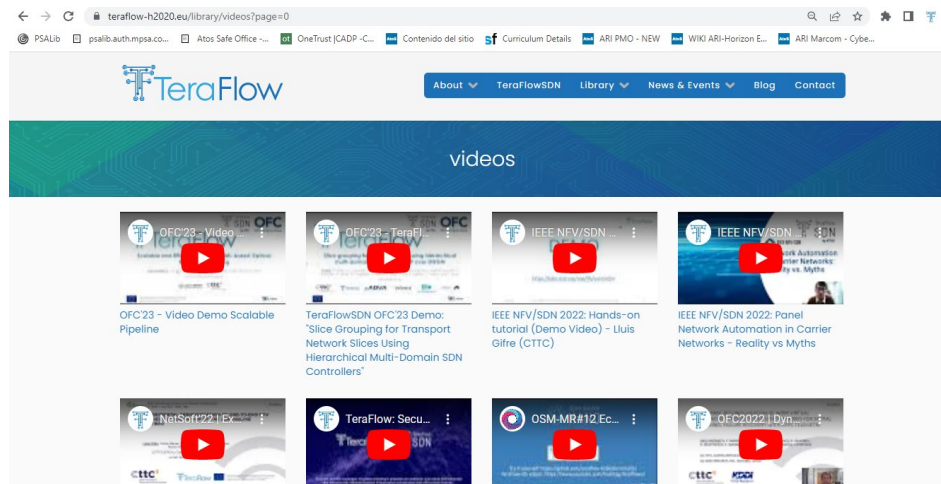 teraflow-h2020.eu/library/videos?page=0
PSALib psalib.auth.mpsa.co... Atos Safe Office -... OneTrust |CADP -C... Contenido del sitio Curriculum Details ARI PMO - NEW WIKI ARI-Horizon E... ARI Marcom - Cybe...
TeraFlow
About TeraFlowSDN Library News & Events Blog Contact
videos
OFC'23 - Video ...
OFC'23 - TeraFl...
IEEE NFV/SDN ...
IEEE NFV/SDN ...
OFC'23 - Video Demo Scalable
Pipeline
TeraFlowSDN OFC'23 Demo:
"Slice Grouping for Transport
Network Slices Using
Hierarchical Multi-Domain SDN
Controllers"
IEEE NFV/SDN 2022: Hands-on
tutorial (Demo Video) - Lluis
Gifre (CTTC)
IEEE NFV/SDN 2022: Panel
Network Automation in Carrier
Networks - Reality vs Myths
NetSoft'22 | Ex...
TeraFlow: Secu...
OSM-MR#12 Ec...
OFC2022 | Dyn...